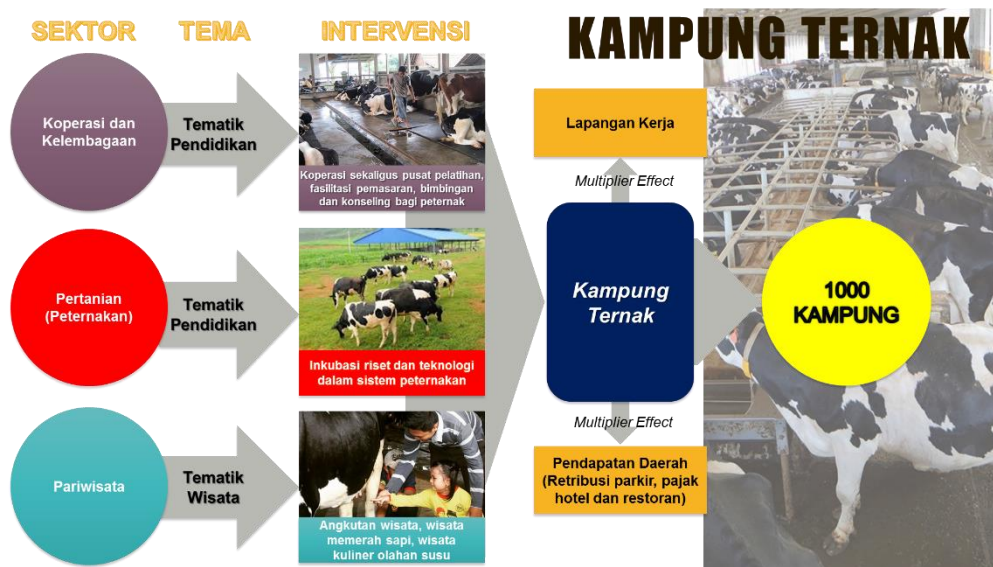 SEKTOR
TEMA
INTERVENSI
KAMPUNG TERNAK
Koperasi dan
Kelembagaan
Tematik
Pendidikan
Koperasi sekaligus pusat pelatihan,
fasilitasi pemasaran, bimbingan
dan konseling bagi peternak
Pertanian
(Peternakan)
Tematik
Pendidikan
Inkubasi riset dan teknologi
dalam sistem peternakan
Pariwisata
Tematik
Wisata
Angkutan wisata, wisata
memerah sapi, wisata
kuliner olahan susu
Lapangan Kerja
Multiplier Effect
Kampung
Ternak
Multiplier Effect
Pendapatan Daerah
(Retribusi parkir, pajak
hotel dan restoran)
1000
KAMPUNG